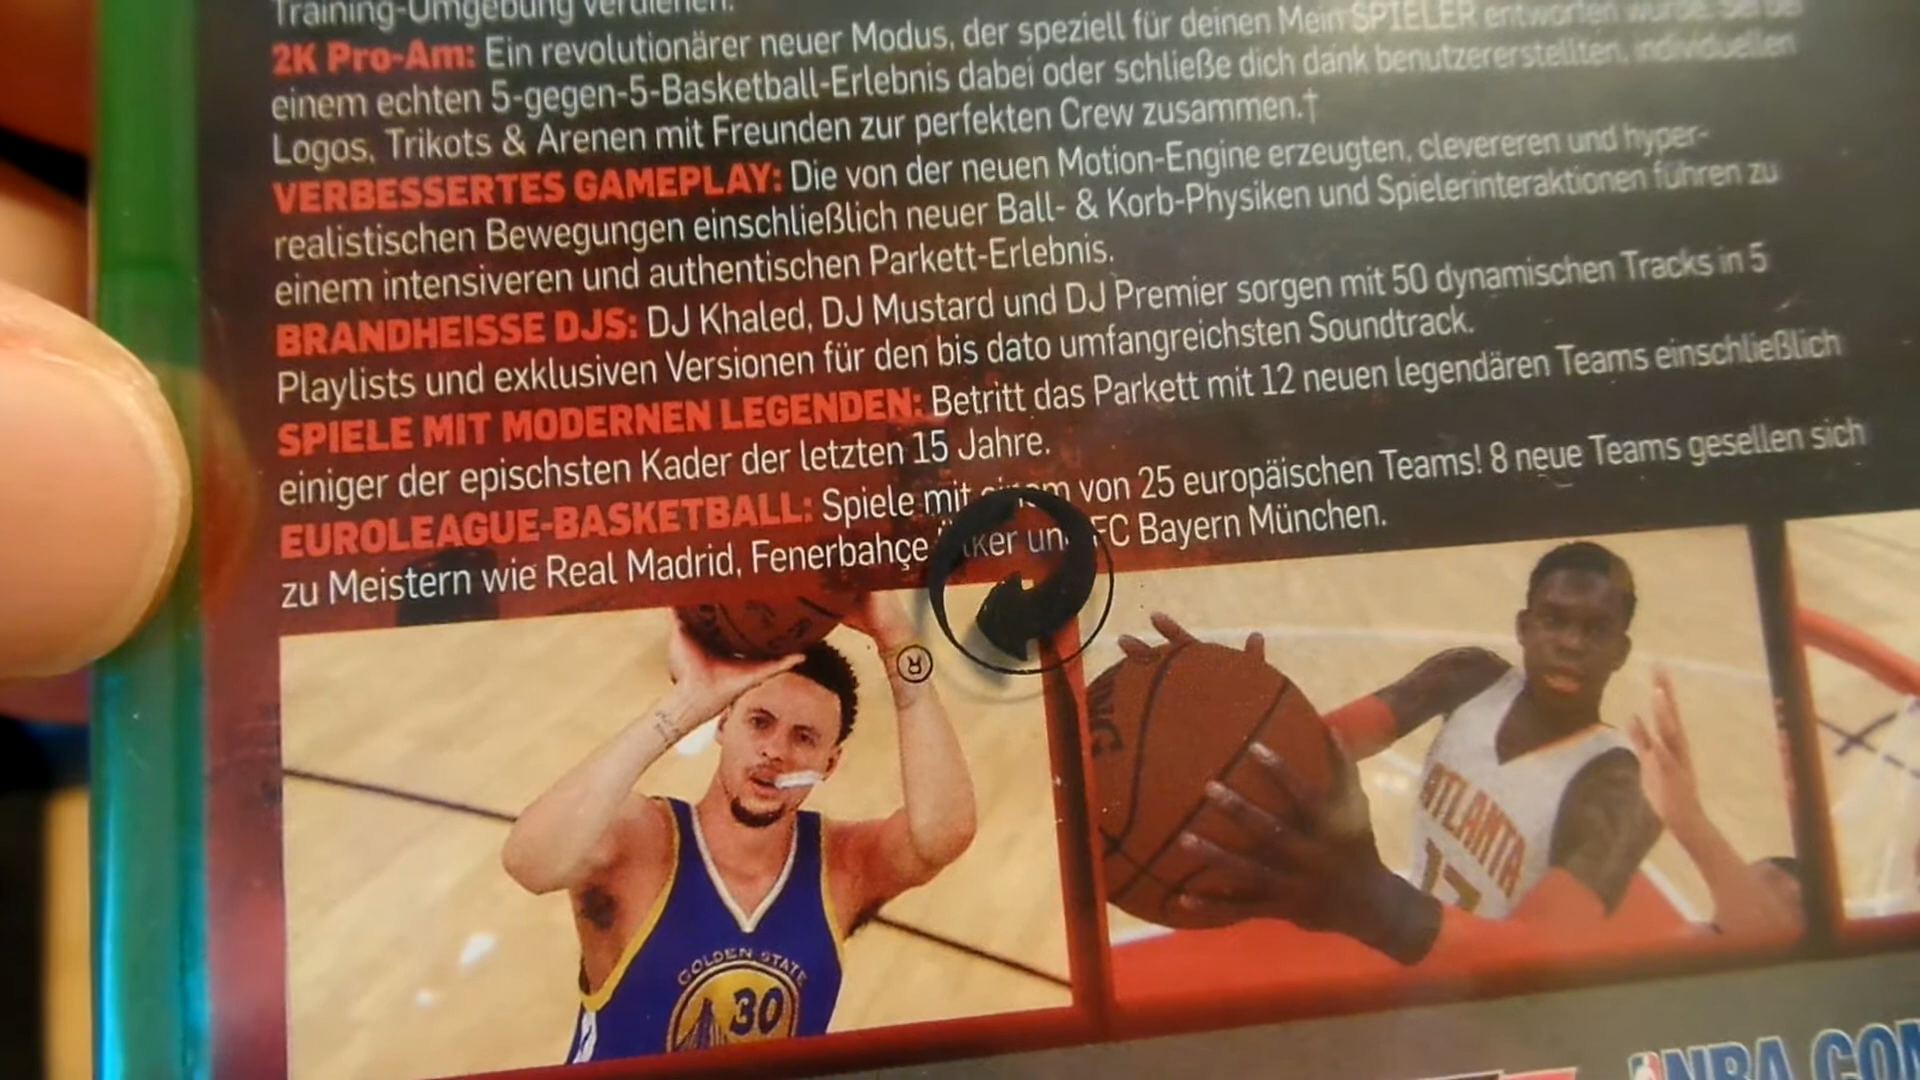 Training-Umgebung verdienen.
2K Pro-Am: Ein revolutionärer neuer Modus, der speziell für deinen Mein SPIELER entworfen wurde. Sei bei
einem echten 5-gegen-5-Basketball-Erlebnis dabei oder schließe dich dank benutzererstellten, individuellen
Logos, Trikots & Arenen mit Freunden zur perfekten Crew zusammen.†
VERBESSERTES GAMEPLAY: Die von der neuen Motion-Engine erzeugten, clevereren und hyper-
realistischen Bewegungen einschließlich neuer Ball- & Korb-Physiken und Spielerinteraktionen führen zu
einem intensiveren und authentischen Parkett-Erlebnis.
BRANDHEISSE DJS: DJ Khaled, DJ Mustard und DJ Premier sorgen mit 50 dynamischen Tracks in 5
Playlists und exklusiven Versionen für den bis dato umfangreichsten Soundtrack.
SPIELE MIT MODERNEN LEGENDEN: Betritt das Parkett mit 12 neuen legendären Teams einschließlich
einiger der epischsten Kader der letzten 15 Jahre.
EUROLEAGUE-BASKETBALL: Spiele mit einem von 25 europäischen Teams! 8 neue Teams gesellen sich
zu Meistern wie Real Madrid, Fenerbahçe Ülker und FC Bayern München.
®
GOLDEN STATE
30
ATLANTA
17
NBA.COM